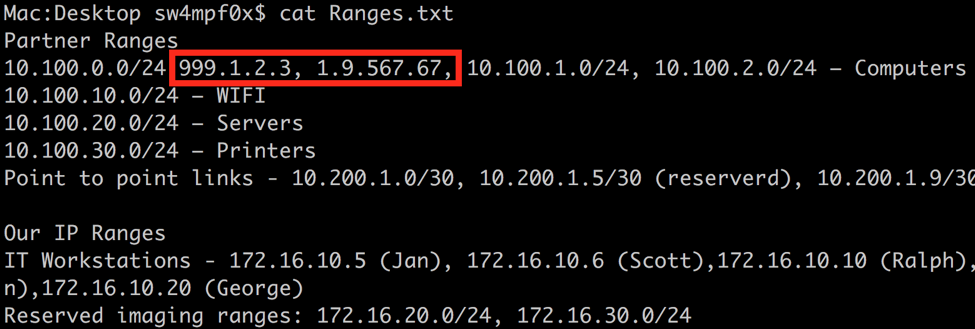 Mac:Desktop sw4mpf0x$ cat Ranges.txt
Partner Ranges
10.100.0.0/24 999.1.2.3, 1.9.567.67, 10.100.1.0/24, 10.100.2.0/24 – Computers
10.100.10.0/24 – WIFI
10.100.20.0/24 – Servers
10.100.30.0/24 – Printers
Point to point links - 10.200.1.0/30, 10.200.1.5/30 (reserverd), 10.200.1.9/30
Our IP Ranges
IT Workstations - 172.16.10.5 (Jan), 172.16.10.6 (Scott),172.16.10.10 (Ralph),
n),172.16.10.20 (George)
Reserved imaging ranges: 172.16.20.0/24, 172.16.30.0/24